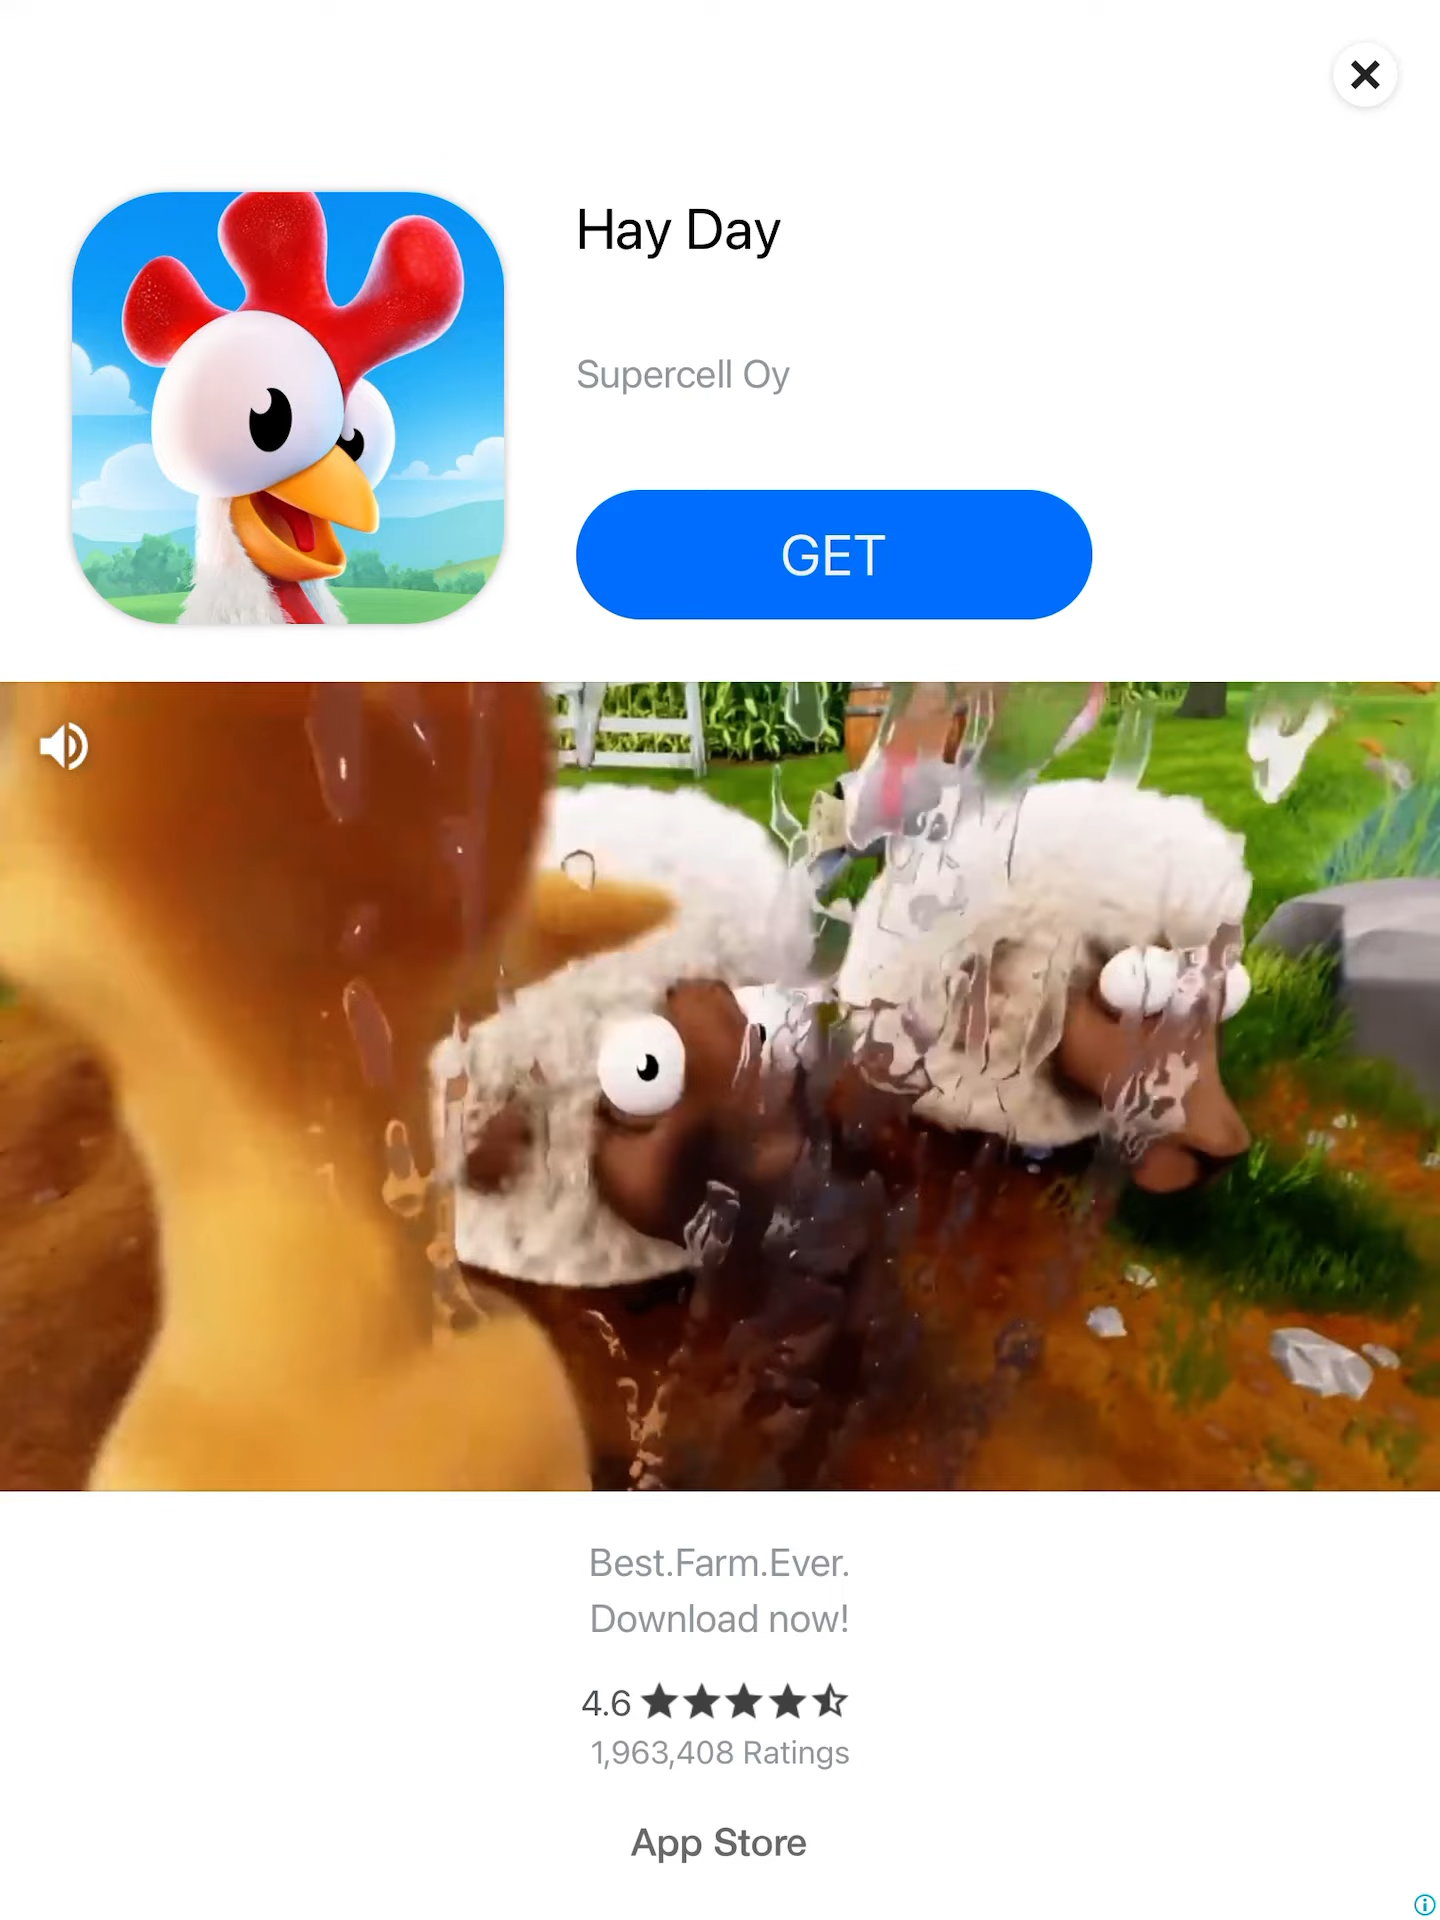 Hay Day
Supercell Oy
GET
Best.Farm.Ever.
Download now!
4.6
1,963,408 Ratings
App Store